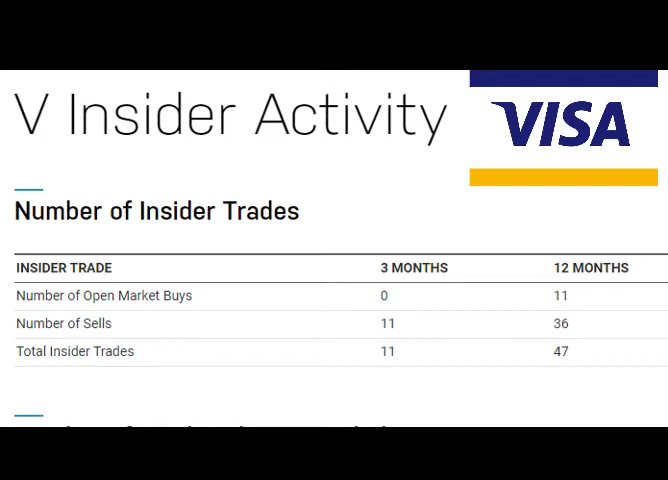 V Insider Activity
VISA
Number of Insider Trades
INSIDER TRADE 3 MONTHS 12 MONTHS
Number of Open Market Buys 0 11
Number of Sells 11 36
Total Insider Trades 11 47